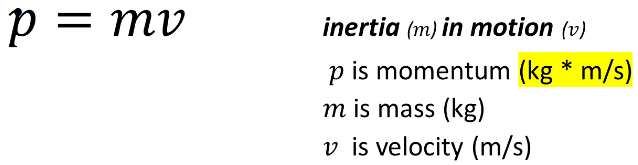 p = mv
inertia (m) in motion (v)
p is momentum (kg * m/s)
m is mass (kg)
v is velocity (m/s)